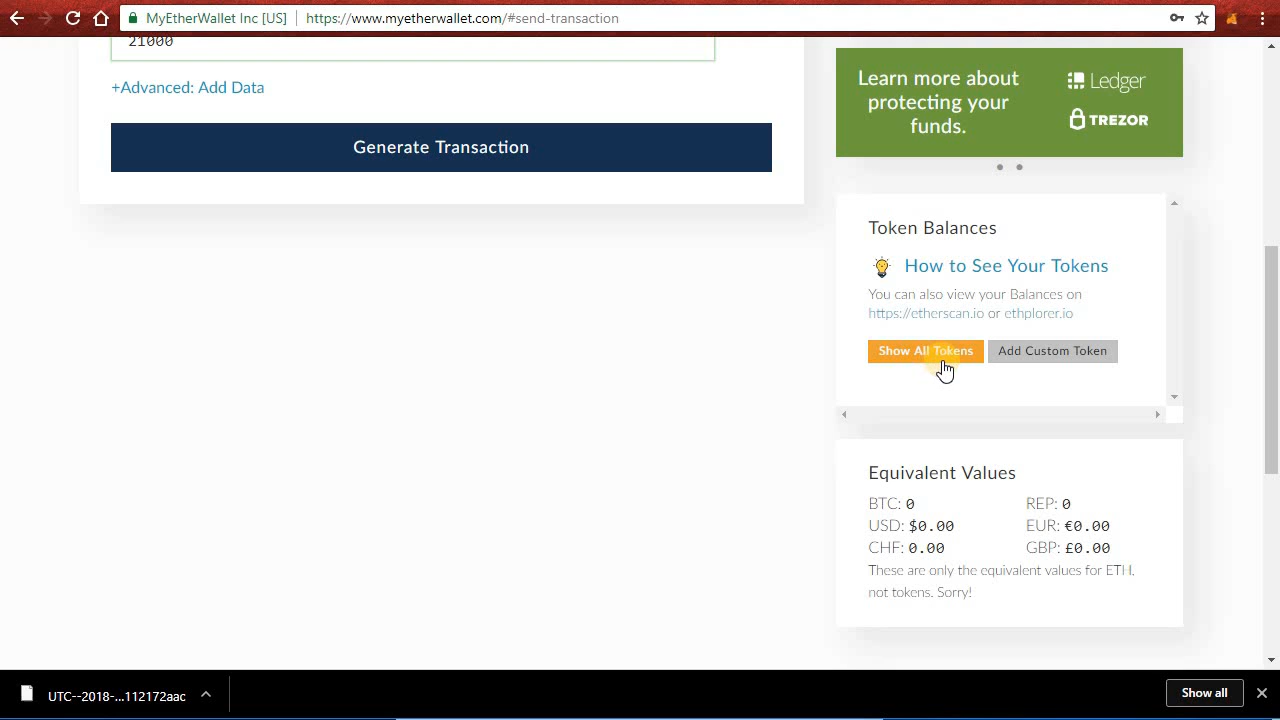 MyEtherWallet Inc [US]
https://www.myetherwallet.com/#send-transaction
21000
+Advanced: Add Data
Generate Transaction
Learn more about
protecting your
funds.
Ledger
TREZOR
Token Balances
How to See Your Tokens
You can also view your Balances on
https://etherscan.io or ethplorer.io
Show All Tokens
Add Custom Token
Equivalent Values
BTC: 0
REP: 0
USD: $0.00
EUR: €0.00
CHF: 0.00
GBP: £0.00
These are only the equivalent values for ETH,
not tokens. Sorry!
UTC--2018-...112172aac
Show all